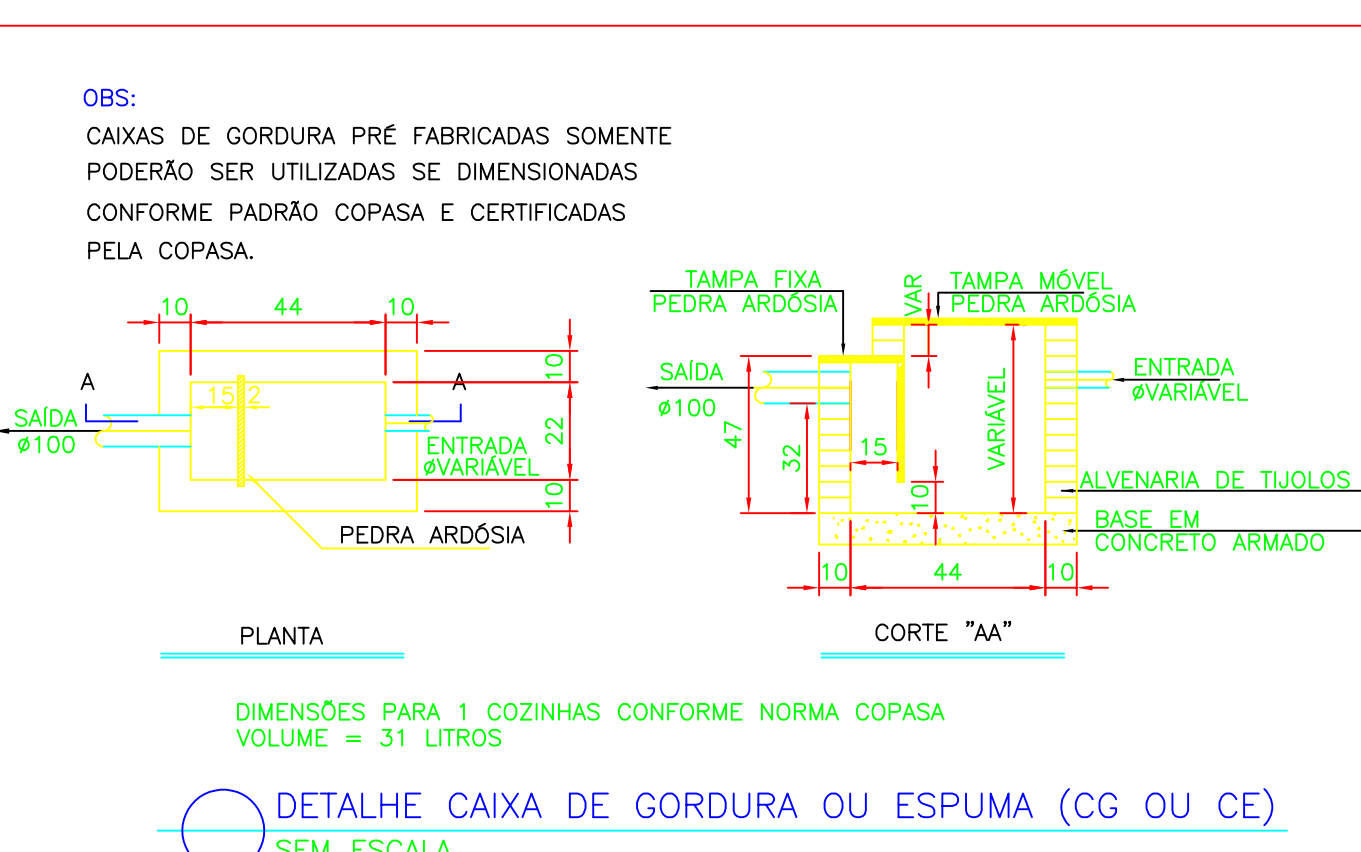 OBS:
CAIXAS DE GORDURA PRÉ FABRICADAS SOMENTE
PODERÃO SER UTILIZADAS SE DIMENSIONADAS
CONFORME PADRÃO COPASA E CERTIFICADAS
PELA COPASA.
10 44 10
A A
15 2
SAÍDA
ø100
ENTRADA
øVARIÁVEL
10
22
10
PEDRA ARDÓSIA
PLANTA
TAMPA FIXA
PEDRA ARDÓSIA
VAR
TAMPA MÓVEL
PEDRA ARDÓSIA
SAÍDA
ø100
47
32
15
10
VARIÁVEL
ENTRADA
øVARIÁVEL
ALVENARIA DE TIJOLOS
BASE EM
CONCRETO ARMADO
10 44 10
CORTE "AA"
DIMENSÕES PARA 1 COZINHAS CONFORME NORMA COPASA
VOLUME = 31 LITROS
DETALHE CAIXA DE GORDURA OU ESPUMA (CG OU CE)
SEM ESCALA